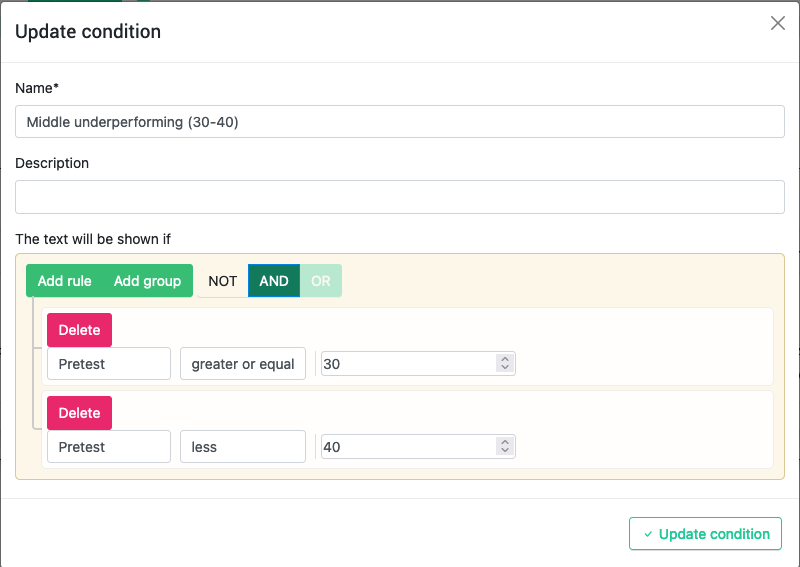 Update condition
Name*
Middle underperforming (30-40)
Description
The text will be shown if
Add rule Add group NOT AND OR
Delete
Pretest greater or equal 30
Delete
Pretest less 40
Update condition